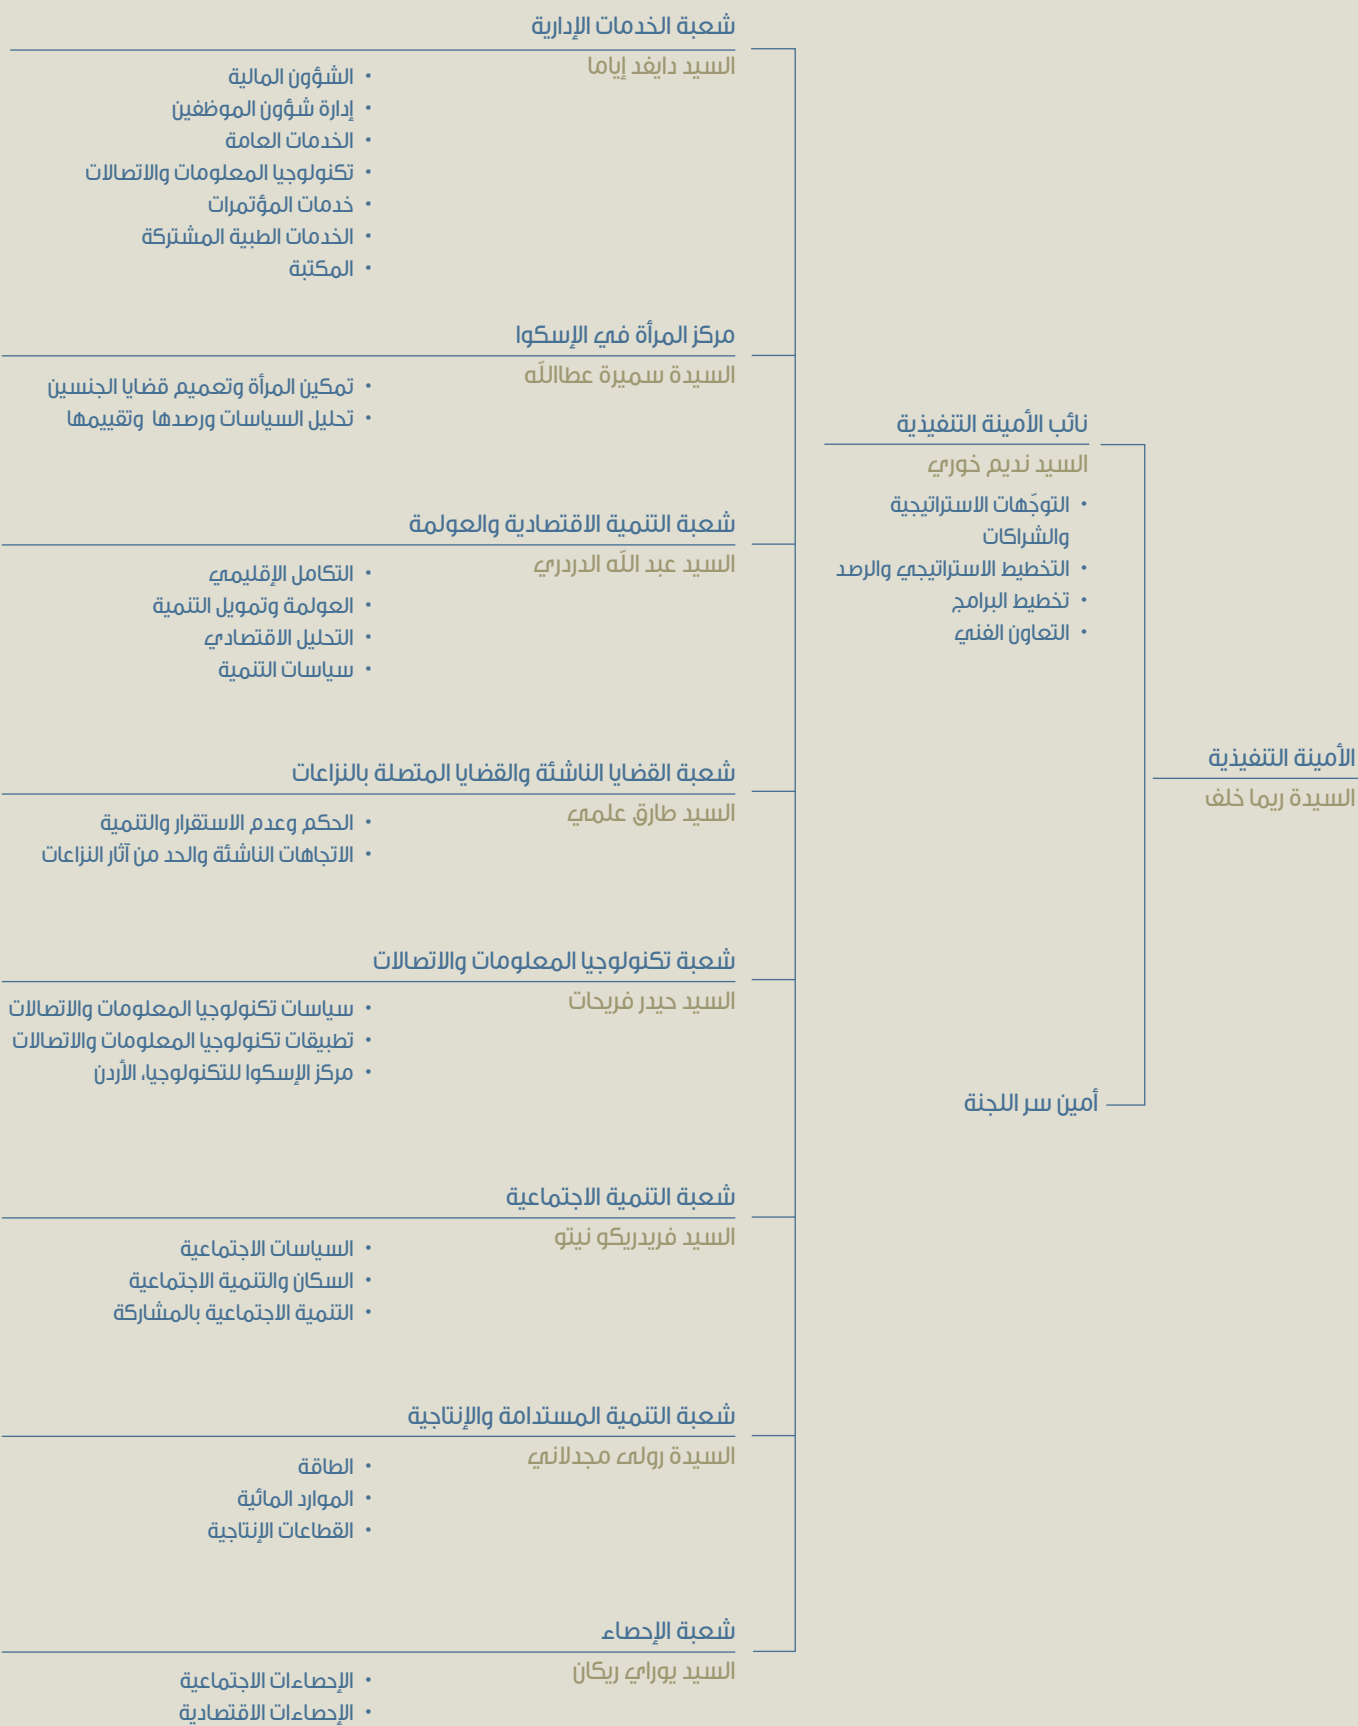 الأمينة التنفيذية
السيدة ريما خلف
نائب الأمينة التنفيذية
السيد نديم خوري
• التوجّهات الاستراتيجية
والشراكات
• التخطيط الاستراتيجي والرصد
• تخطيط البرامج
• التعاون الفني
أمين سر اللجنة
شعبة الخدمات الإدارية
السيد دايفد إياما
• الشؤون المالية
• إدارة شؤون الموظفين
• الخدمات العامة
• تكنولوجيا المعلومات والاتصالات
• خدمات المؤتمرات
• الخدمات الطبية المشتركة
• المكتبة
مركز المرأة في الإسكوا
السيدة سميرة عطاالله
• تمكين المرأة وتعميم قضايا الجنسين
• تحليل السياسات ورصدها وتقييمها
شعبة التنمية الاقتصادية والعولمة
السيد عبد الله الدردري
• التكامل الإقليمي
• العولمة وتمويل التنمية
• التحليل الاقتصادي
• سياسات التنمية
شعبة القضايا الناشئة والقضايا المتصلة بالنزاعات
السيد طارق علمي
• الحكم وعدم الاستقرار والتنمية
• الاتجاهات الناشئة والحد من آثار النزاعات
شعبة تكنولوجيا المعلومات والاتصالات
السيد حيدر فريحات
• سياسات تكنولوجيا المعلومات والاتصالات
• تطبيقات تكنولوجيا المعلومات والاتصالات
• مركز الإسكوا للتكنولوجيا، الأردن
شعبة التنمية الاجتماعية
السيد فريدريكو نيتو
• السياسات الاجتماعية
• السكان والتنمية الاجتماعية
• التنمية الاجتماعية بالمشاركة
شعبة التنمية المستدامة والإنتاجية
السيدة رولى مجدلاني
• الطاقة
• الموارد المائية
• القطاعات الإنتاجية
شعبة الإحصاء
السيد يوراي ريكان
• الإحصاءات الاجتماعية
• الإحصاءات الاقتصادية